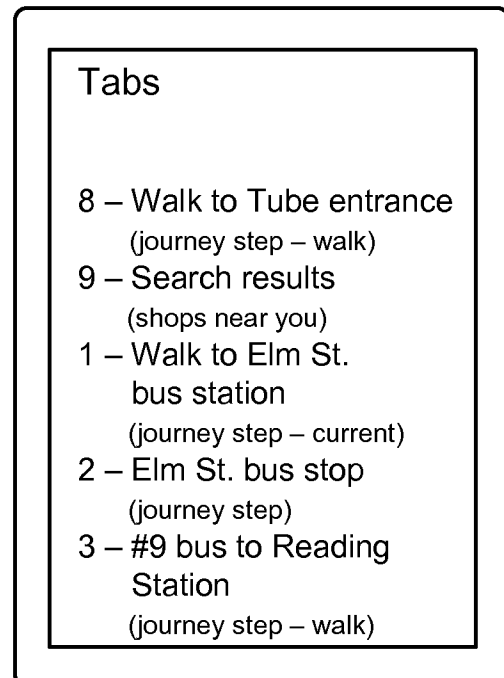 Tabs
8 – Walk to Tube entrance
(journey step – walk)
9 – Search results
(shops near you)
1 – Walk to Elm St.
bus station
(journey step – current)
2 – Elm St. bus stop
(journey step)
3 – #9 bus to Reading
Station
(journey step – walk)